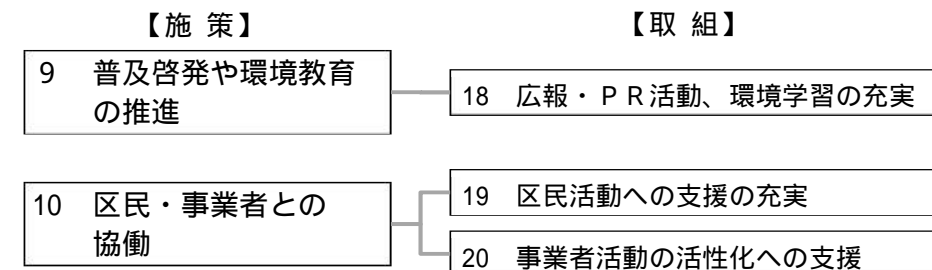 【施 策】
【取 組】
9 普及啓発や環境教育
の推進
18 広報・ＰＲ活動、環境学習の充実
10 区民・事業者との
協働
19 区民活動への支援の充実
20 事業者活動の活性化への支援